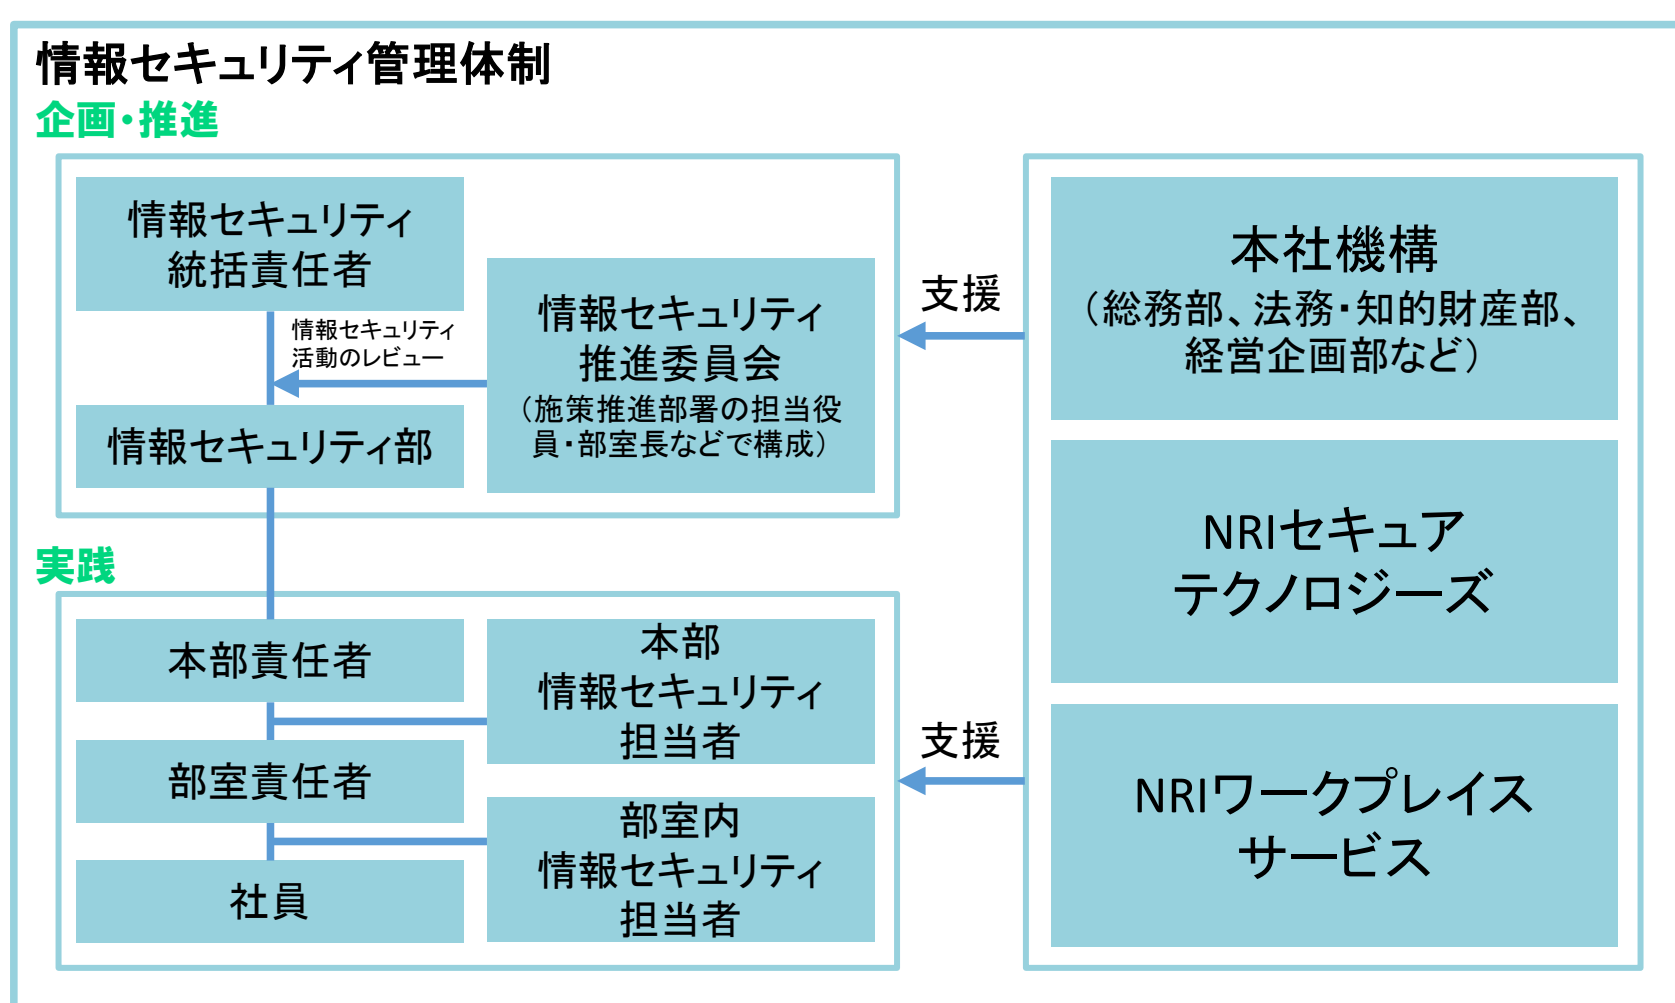 情報セキュリティ管理体制
企画・推進
情報セキュリティ
統括責任者
情報セキュリティ
活動のレビュー
情報セキュリティ部
情報セキュリティ
推進委員会
（施策推進部署の担当役
員・部室長などで構成）
支援
本社機構
（総務部、法務・知的財産部、
経営企画部など）
NRIセキュア
テクノロジーズ
NRIワークプレイス
サービス
実践
本部責任者
本部
情報セキュリティ
担当者
部室責任者
部室内
情報セキュリティ
担当者
社員
支援